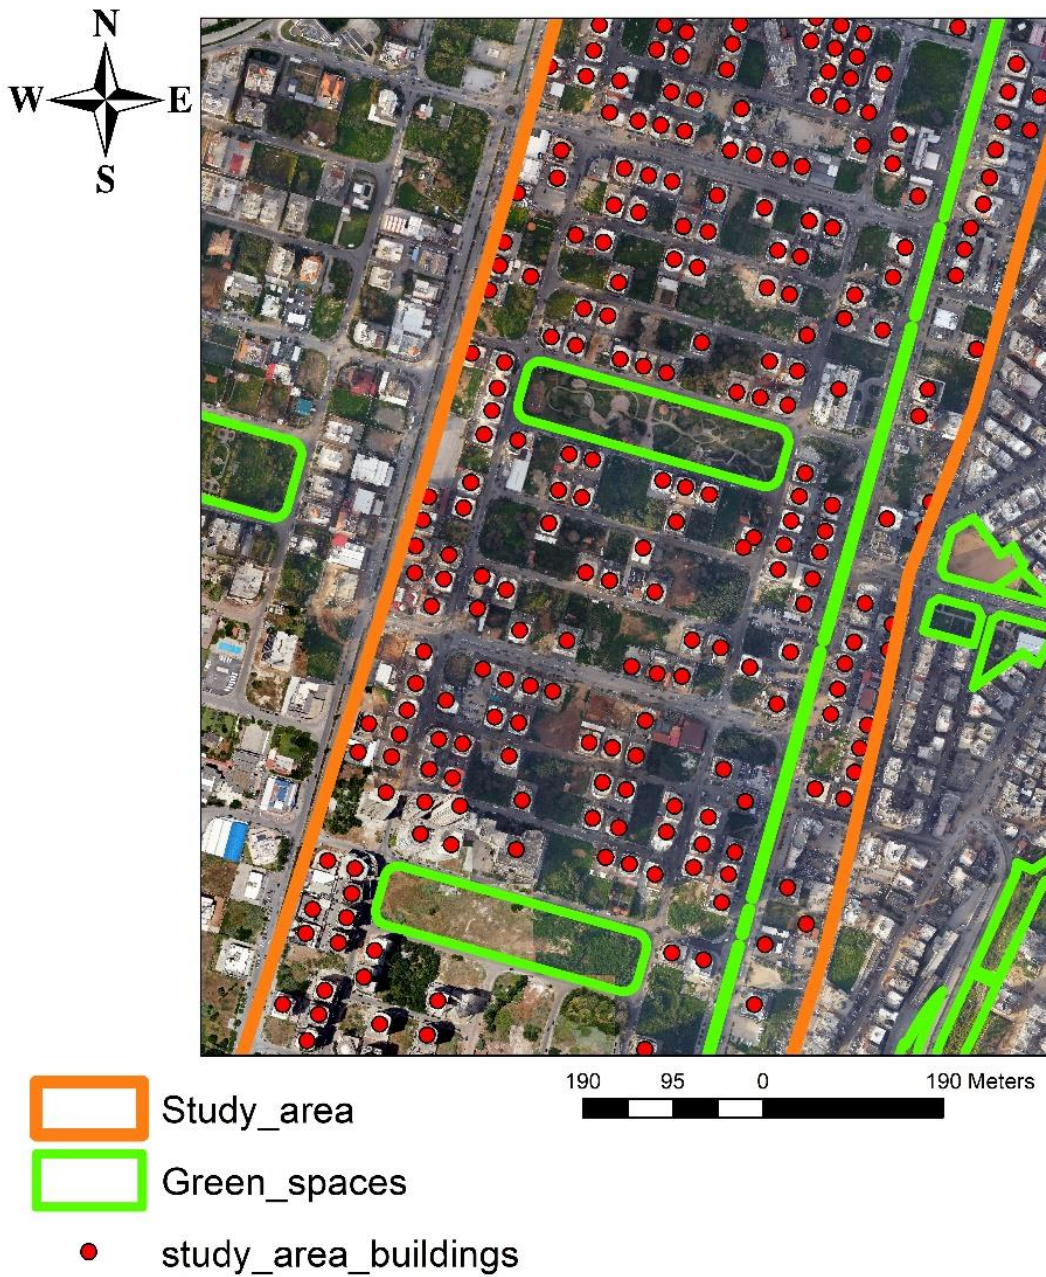 N
W E
S
190 95 0 190 Meters
Study_area
Green_spaces
study_area_buildings